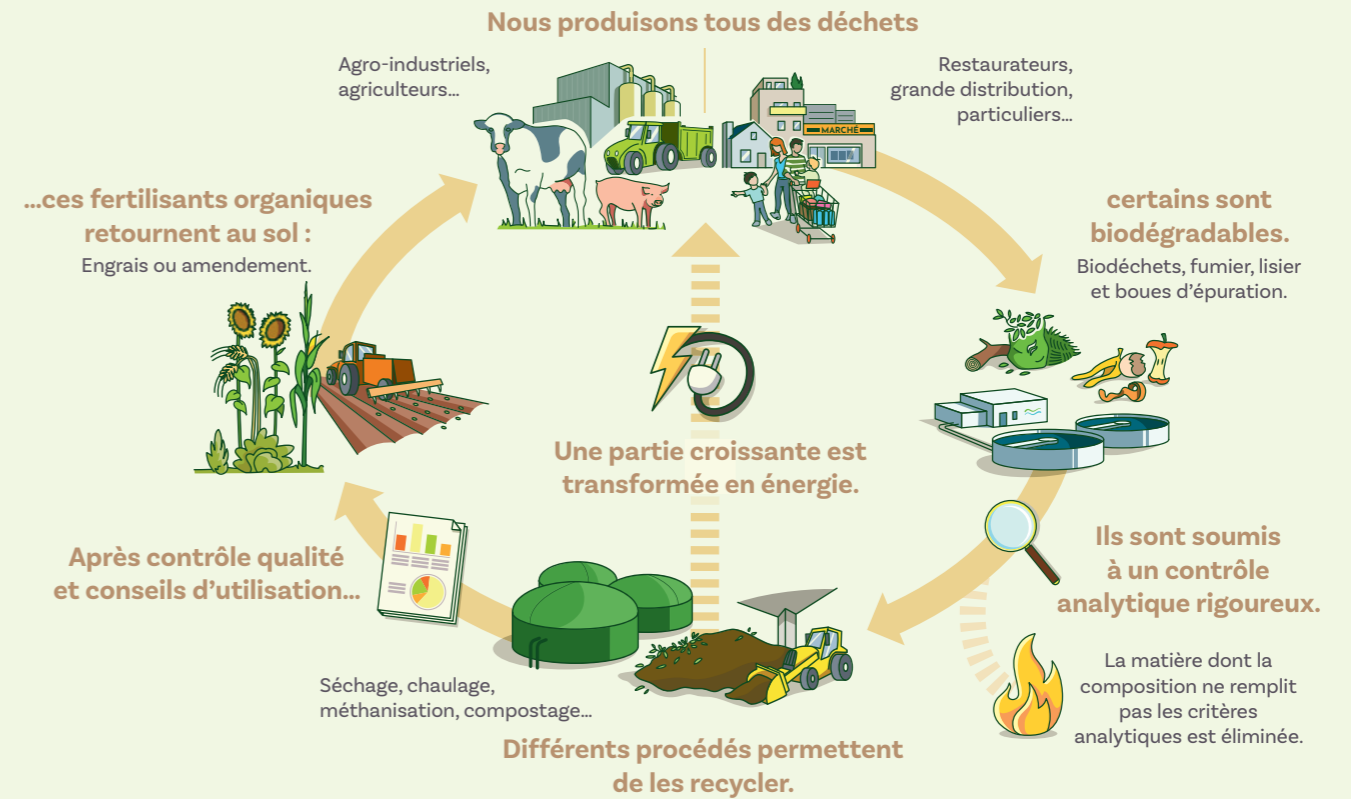 Nous produisons tous des déchets
Agro-industriels,
agriculteurs…
Restaurateurs,
grande distribution,
particuliers…
MARCHÉ
certains sont
biodégradables.
Biodéchets, fumier, lisier
et boues d’épuration.
Ils sont soumis
à un contrôle
analytique rigoureux.
La matière dont la
composition ne remplit
pas les critères
analytiques est éliminée.
Différents procédés permettent
de les recycler.
Séchage, chaulage,
méthanisation, compostage…
Une partie croissante est
transformée en énergie.
Après contrôle qualité
et conseils d’utilisation…
…ces fertilisants organiques
retournent au sol :
Engrais ou amendement.